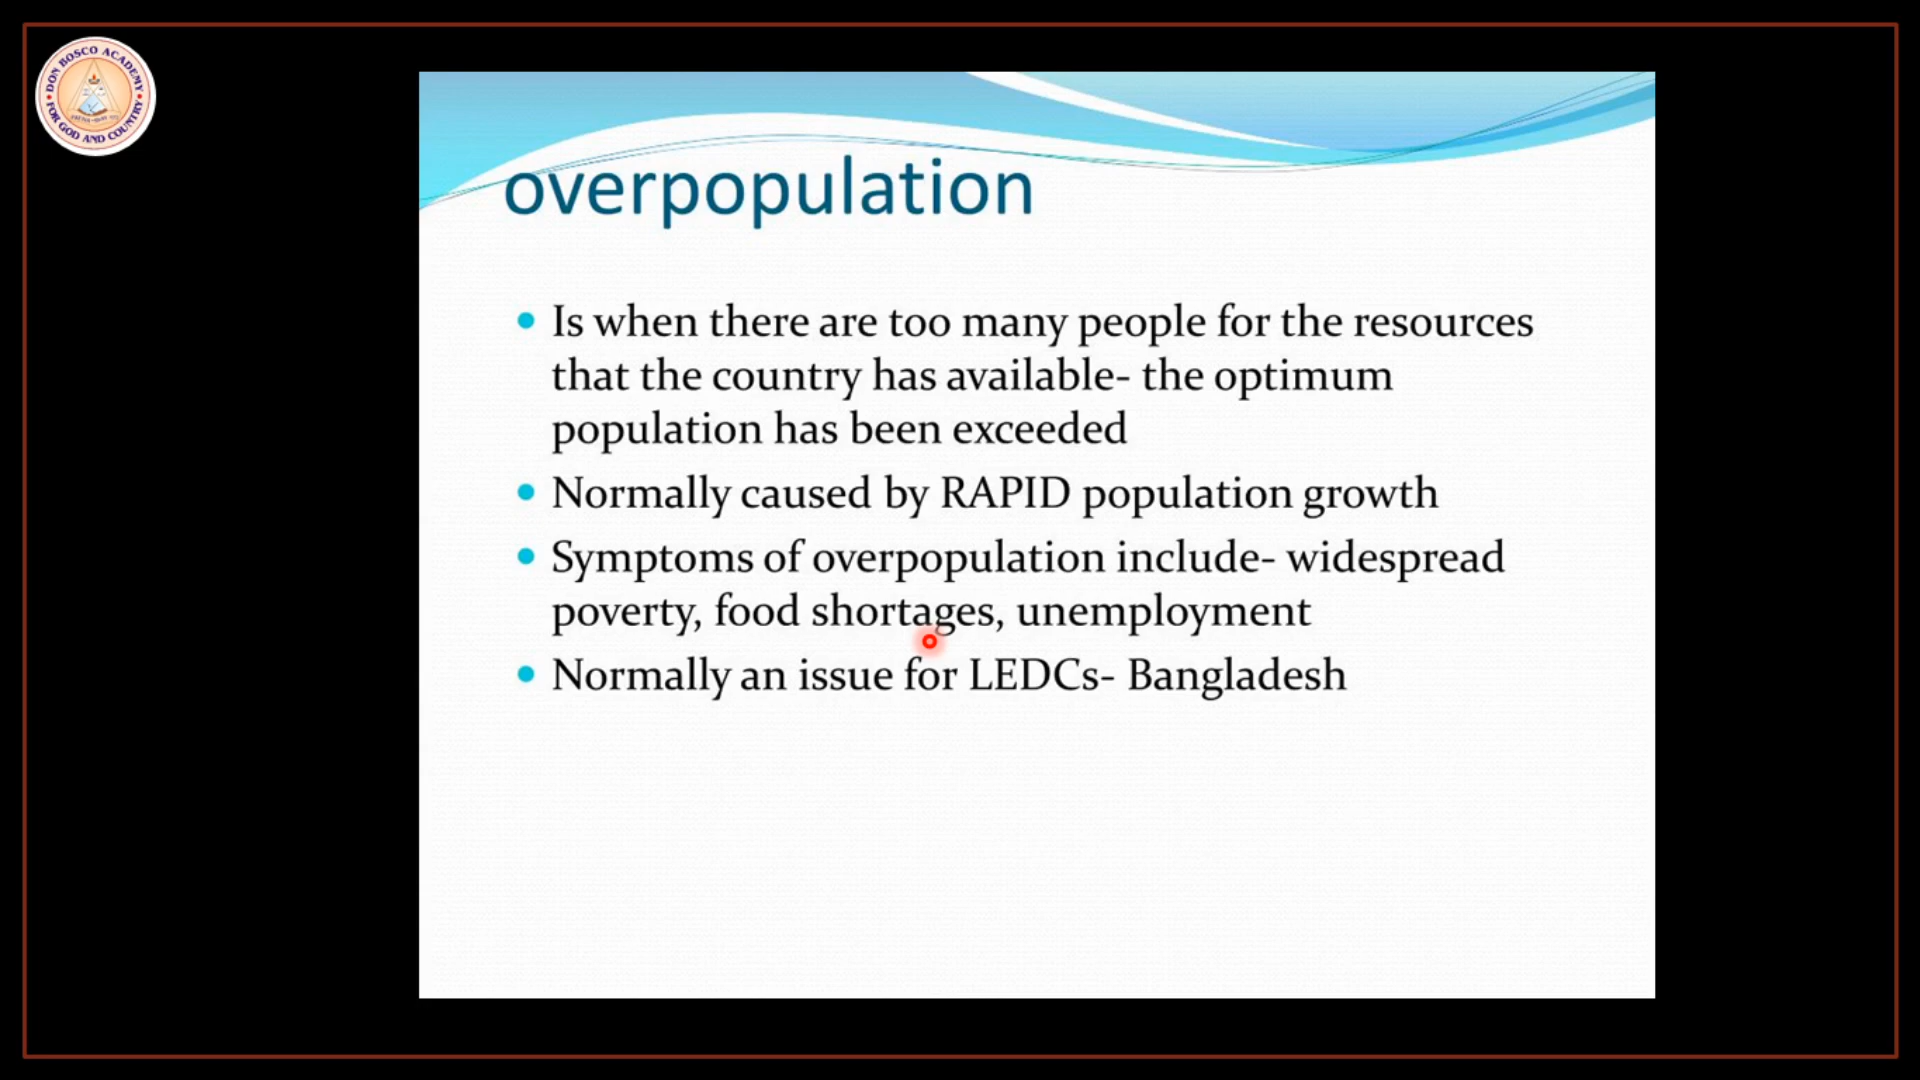 DON BOSCO ACADEMY
FOR GOD AND COUNTRY
overpopulation
Is when there are too many people for the resources
that the country has available- the optimum
population has been exceeded
Normally caused by RAPID population growth
Symptoms of overpopulation include- widespread
poverty, food shortages, unemployment
Normally an issue for LEDCs- Bangladesh